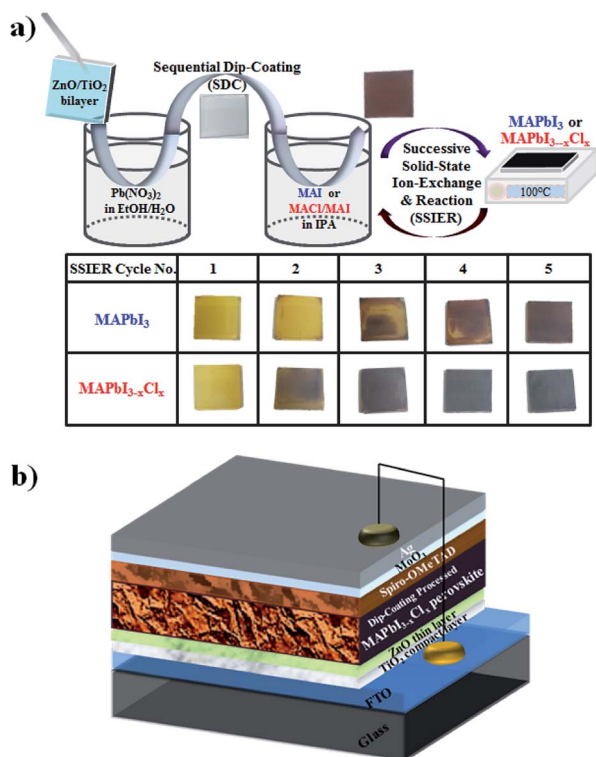 a)
Sequential Dip-Coating
(SDC)
ZnO/TiO₂
bilayer
Pb(NO₃)₂
in EtOH/H₂O
MAI or
MACl/MAI
in IPA
Successive
Solid-State
Ion-Exchange
& Reaction
(SSIER)
MAPbI₃ or
MAPbI₃₋ₓClₓ
100°C
SSIER Cycle No. 1 2 3 4 5
MAPbI₃
MAPbI₃₋ₓClₓ
b)
Ag
MoO₃
Spiro-OMeTAD
Dip-Coating Processed
MAPbI₃₋ₓClₓ perovskite
ZnO thin layer
TiO₂ compact layer
FTO
Glass